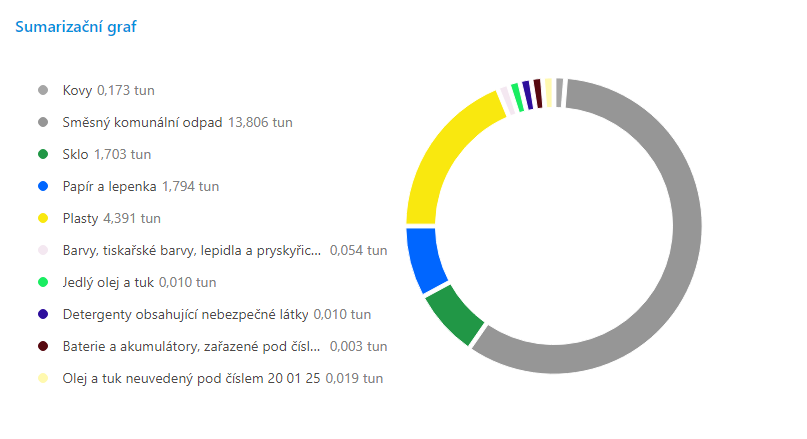 Sumarizační graf
Kovy 0,173 tun
Směsný komunální odpad 13,806 tun
Sklo 1,703 tun
Papír a lepenka 1,794 tun
Plasty 4,391 tun
Barvy, tiskařské barvy, lepidla a pryskyřic... 0,054 tun
Jedlý olej a tuk 0,010 tun
Detergenty obsahující nebezpečné látky 0,010 tun
Baterie a akumulátory, zařazené pod čísl... 0,003 tun
Olej a tuk neuvedený pod číslem 20 01 25 0,019 tun